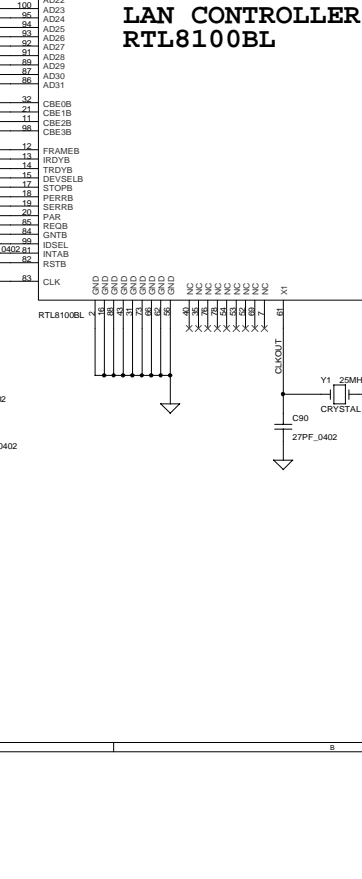 AD22
LAN CONTROLLER
RTL8100BL
100 AD23
95 AD24
94 AD25
93 AD26
92 AD27
91 AD28
89 AD29
87 AD30
86 AD31
32 CBE0B
21 CBE1B
11 CBE2B
98 CBE3B
12 FRAMEB
13 IRDYB
14 TRDYB
15 DEVSELB
17 STOPB
18 PERRB
19 SERRB
20 PAR
85 REQB
84 GNTB
99 IDSEL
0402 81 INTAB
82 RSTB
83 CLK
GND GND GND GND GND GND GND GND GND
NC NC NC NC NC NC NC NC NC
X1
RTL8100BL
2 16 88 43 31 73 66 62 56
40 35 76 78 54 53 52 69 7
61
CLKOUT
Y1 25MH
CRYSTAL
02
C90
27PF_0402
0402
B